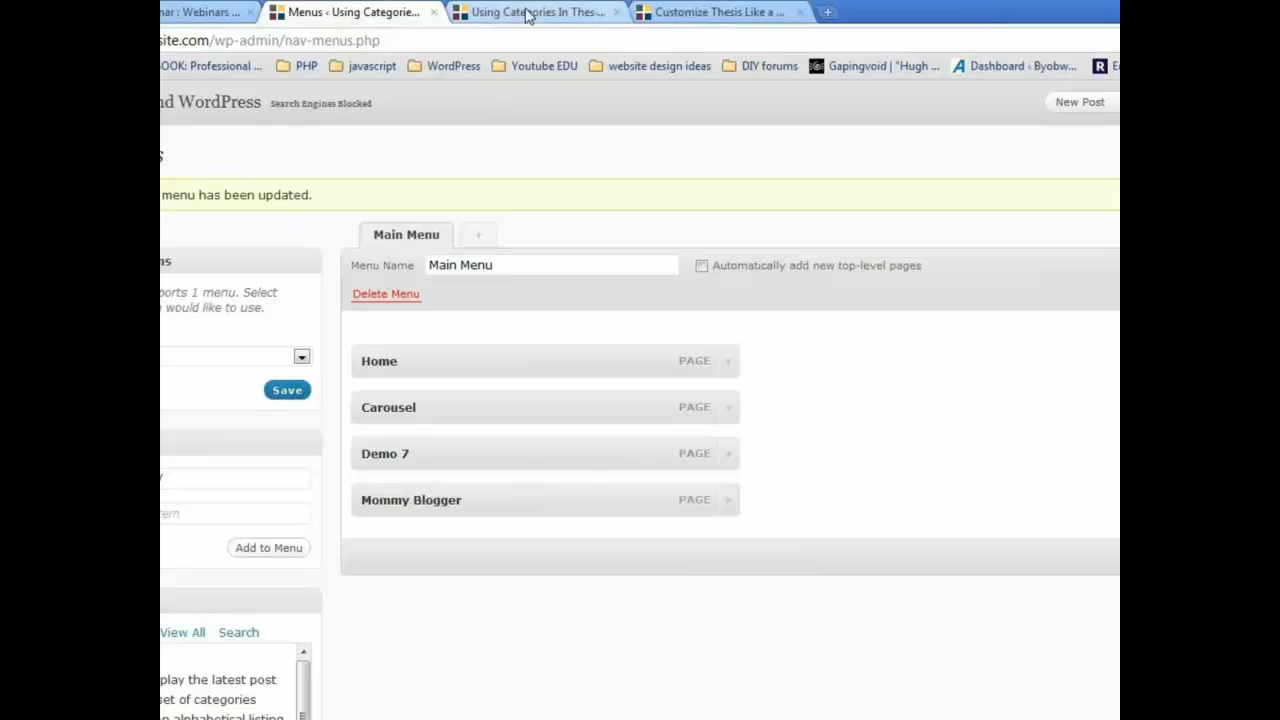 nar : Webinars ... Menus ‹ Using Categorie... Using Categories In Thes... Customize Thesis Like a ...
site.com/wp-admin/nav-menus.php
OOK: Professional ... PHP javascript WordPress Youtube EDU website design ideas DIY forums Gapingvoid | "Hugh ... Dashboard ‹ Byobw...
nd WordPress Search Engines Blocked New Post
s
menu has been updated.
Main Menu +
ns
Menu Name Main Menu Automatically add new top-level pages
ports 1 menu. Select
would like to use.
Delete Menu
Home PAGE
Save
Carousel PAGE
Demo 7 PAGE
Mommy Blogger PAGE
tem
Add to Menu
View All Search
play the latest post
set of categories
n alphabetical listing